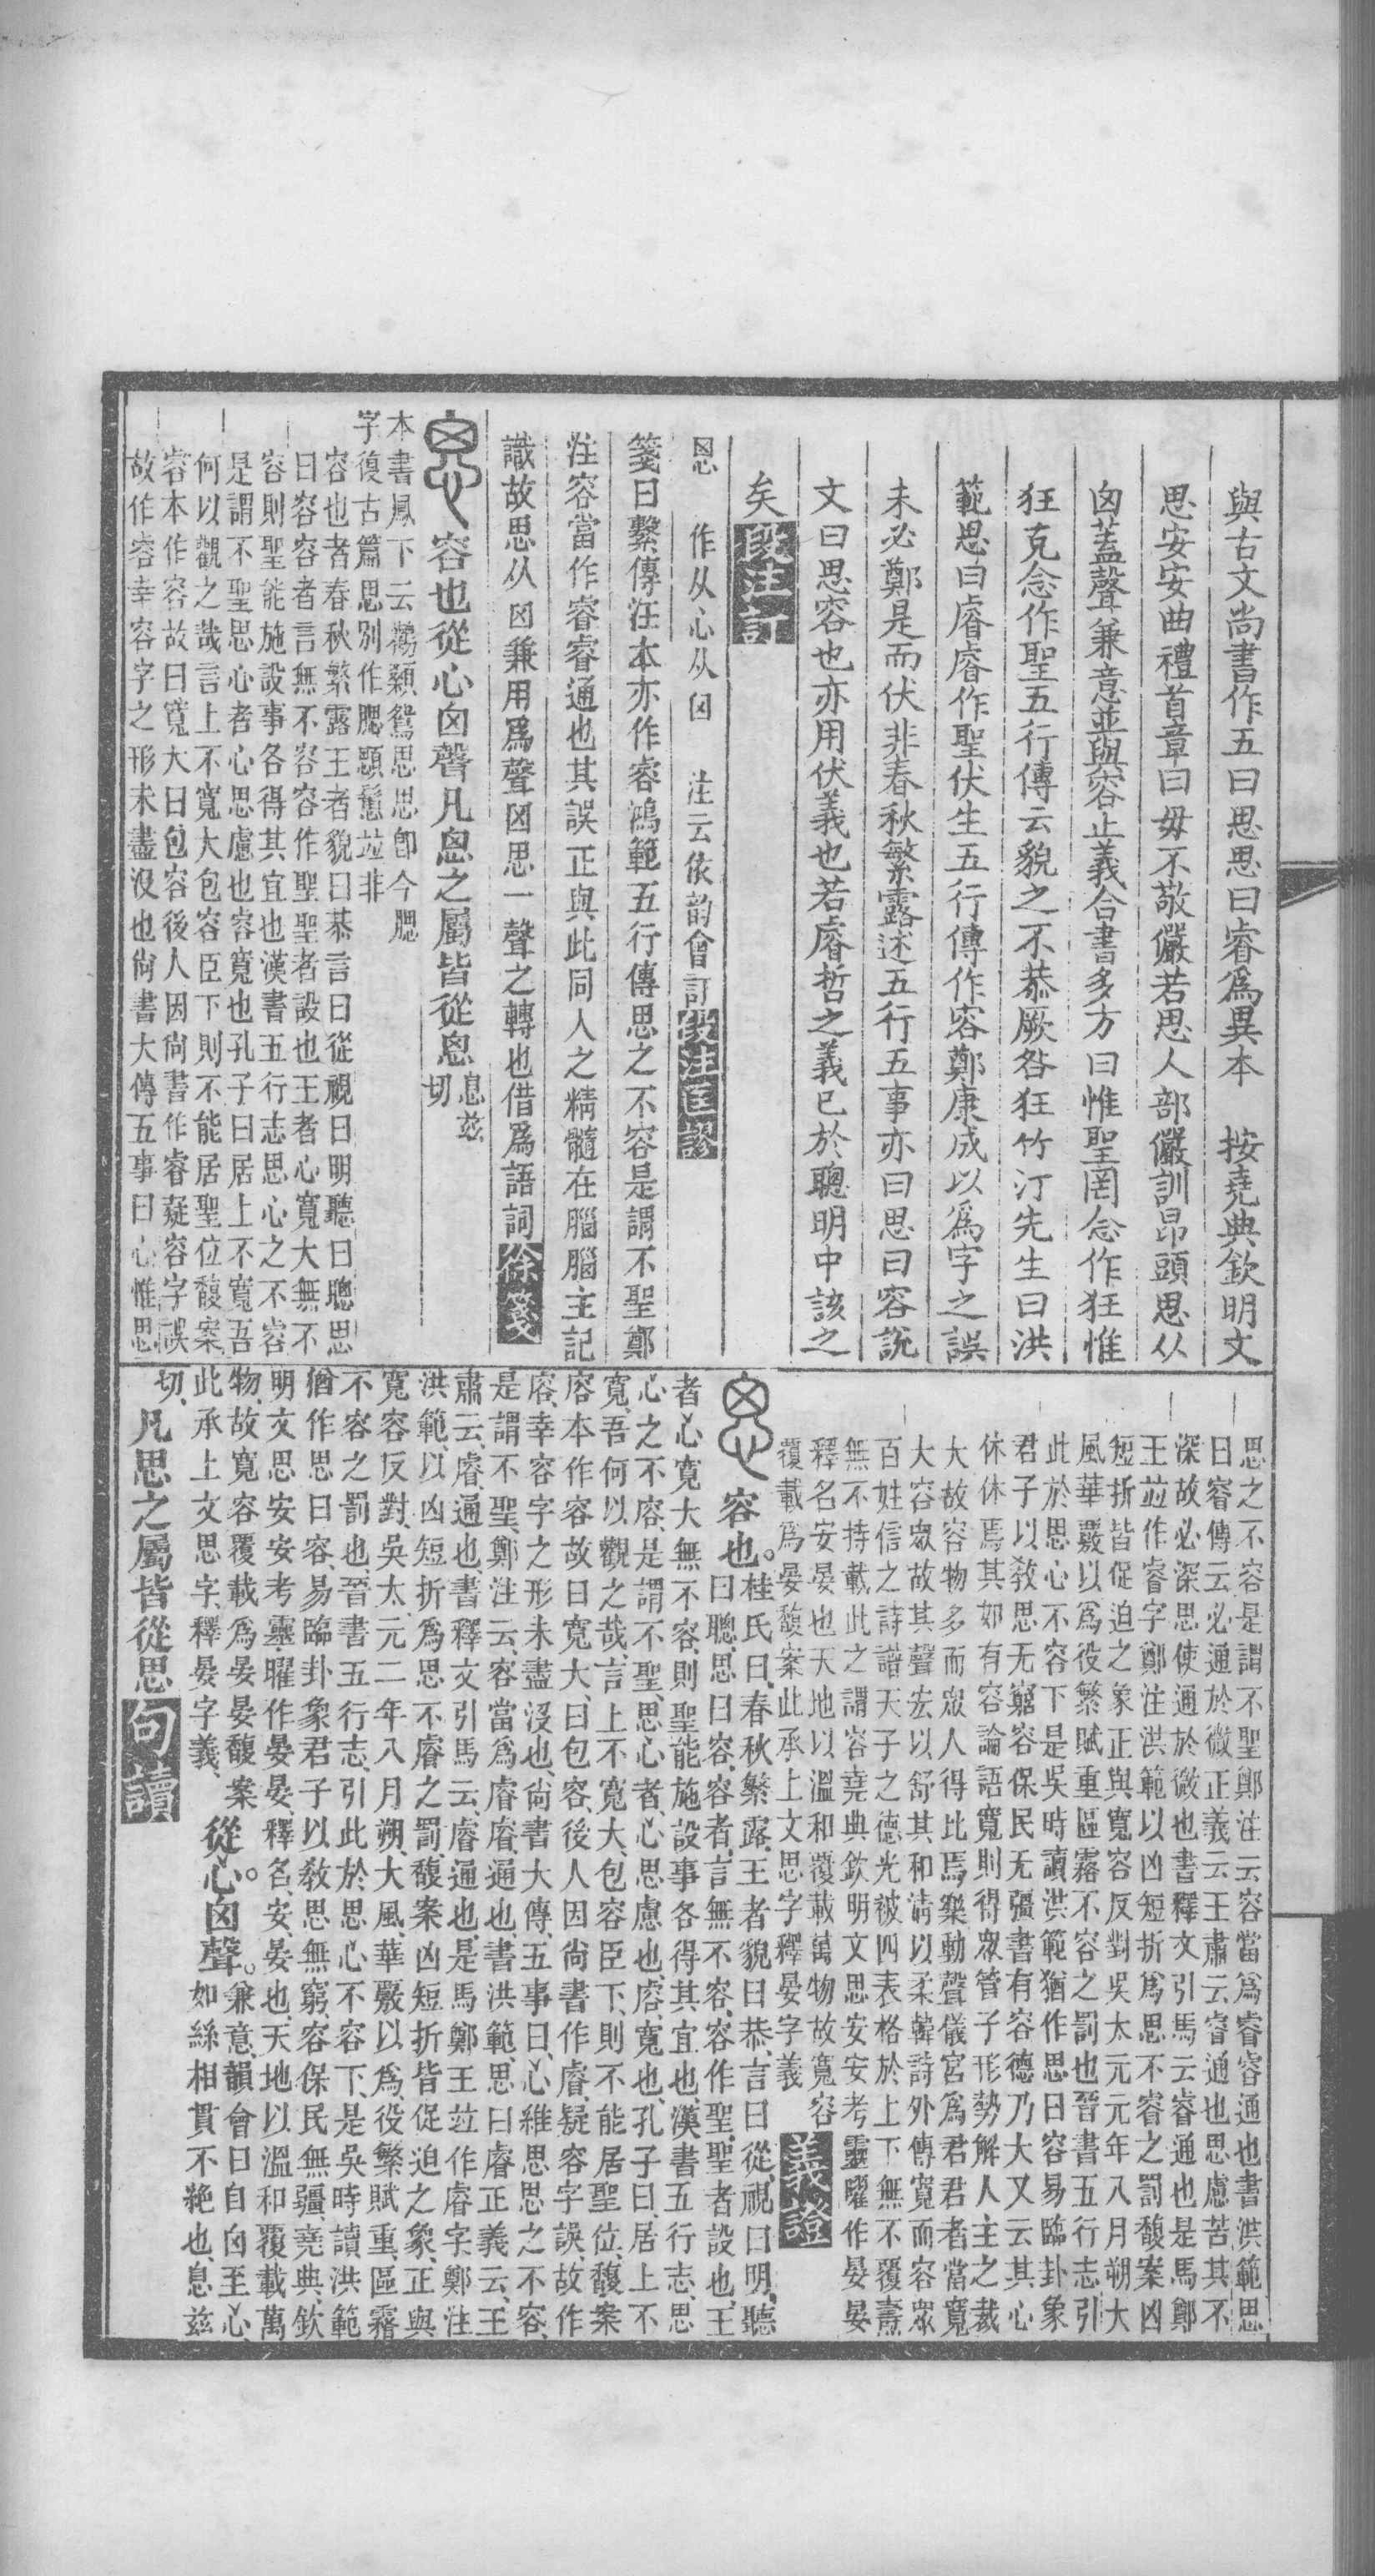 與古文尚書作五曰思思曰睿爲異本　按堯典欽明文
思安安曲禮首章曰毋不敬儼若思人部儼訓昂頭思从
囟蓋聲兼意並與容止義合書多方曰惟聖罔念作狂惟
狂克念作聖五行傳云貌之不恭厥咎狂竹汀先生曰洪
範思曰睿睿作聖伏生五行傳作容鄭康成以爲字之誤
未必鄭是而伏非春秋繁露述五行五事亦曰思曰容說
文曰思容也亦用伏義也若睿哲之義已於聰明中該之
矣段注訂
恖　作从心从囟　注云依韵會訂段注匡謬
箋曰繫傳汪本亦作容鴻範五行傳思之不容是謂不聖鄭
注容當作睿睿通也其誤正與此同人之精髓在腦腦主記
識故思从囟兼用爲聲囟思一聲之轉也借爲語詞徐箋
容也從心囟聲凡恖之屬皆從恖息兹切
本書鳳下云鸛顙鴛思思卽今腮
字復古篇思別作腮顋䰄竝非
容也者春秋繁露王者貌曰恭言曰從視曰明聽曰聰思
曰容容者言無不容容作聖聖者設也王者心寬大無不
容則聖能施設事各得其宜也漢書五行志思心之不容
是謂不聖思心者心思慮也容寬也孔子曰居上不寬吾
何以觀之哉言上不寬大包容臣下則不能居聖位馥案
容本作容故曰寬大曰包容後人因尙書作睿疑容字誤
故作容幸容字之形未盡沒也尙書大傳五事曰心惟思
思之不容是謂不聖鄭注云容當爲睿睿通也書洪範思
曰睿傳云必通於微正義云王肅云睿通也思慮苦其不
深故必深思使通於微也書釋文引馬云睿通也是馬鄭
王竝作睿字鄭注洪範以凶短折爲思不睿之罰馥案凶
短折皆促迫之象正與寬容反對吳太元元年八月朔大
風華覈以爲役繁賦重區霿不容之罰也晉書五行志引
此於思心不容下是吳時讀洪範猶作思曰容易臨卦象
君子以敎思无窮容保民无疆書有容德乃大又云其心
休休焉其如有容論語寬則得眾管子形勢解人主之裁
大故容物多而眾人得比焉樂動聲儀宮爲君君者當寬
大容眾故其聲宏以舒其和淸以柔韓詩外傳寬而容眾
百姓信之詩譜天子之德光被四表格於上下無不覆燾
無不持載此之謂容堯典欽明文思安安考靈曜作晏晏
釋名安晏也天地以溫和覆載萬物故寬容
覆載爲晏馥案此承上文思字釋晏字義義證
容也。桂氏曰、春秋繁露、王者貌曰恭、言曰從、視曰明、聽
曰聰、思曰容、容者、言無不容、容作聖、聖者設也、王
者心寬大無不容、則聖能施設事各得其宜也漢書五行志、思
心之不容、是謂不聖、思心者、心思慮也、容、寬也、孔子曰、居上不
寬、吾何以觀之哉、言上不寬大、包容臣下、則不能居聖位、馥案
容本作容故曰寬大、曰包容、後人因尙書作睿、疑容字誤、故作
容、幸容字之形未盡沒也、尙書大傳、五事曰、心維思思之不容、
是謂不聖、鄭注云、容當爲睿睿、通也、書洪範、思曰睿正義云、王
肅云、睿、通也、書釋文引馬云、睿通也、是馬鄭王竝作睿字、鄭注
洪範、以凶短折爲思不睿之罰、馥案凶短折皆促迫之象、正與
寬容反對、吳太元二年八月朔、大風、華覈以爲、役繁賦重、區霿
不容之罰也、晉書五行志、引此於思心不容下、是吳時讀洪範
猶作思曰容、易臨卦象君子以敎思無窮、容保民無疆、堯典、欽
明文思安安考靈曜作晏晏、釋名、安、晏也、天地以溫和覆載萬
物、故寬容覆載爲晏晏、馥案　從心。囟聲。兼意、韻會曰自囟至心、
此承上文思字、釋晏字義、　如絲相貫不絶也、息茲
切、凡思之屬皆從思句讀